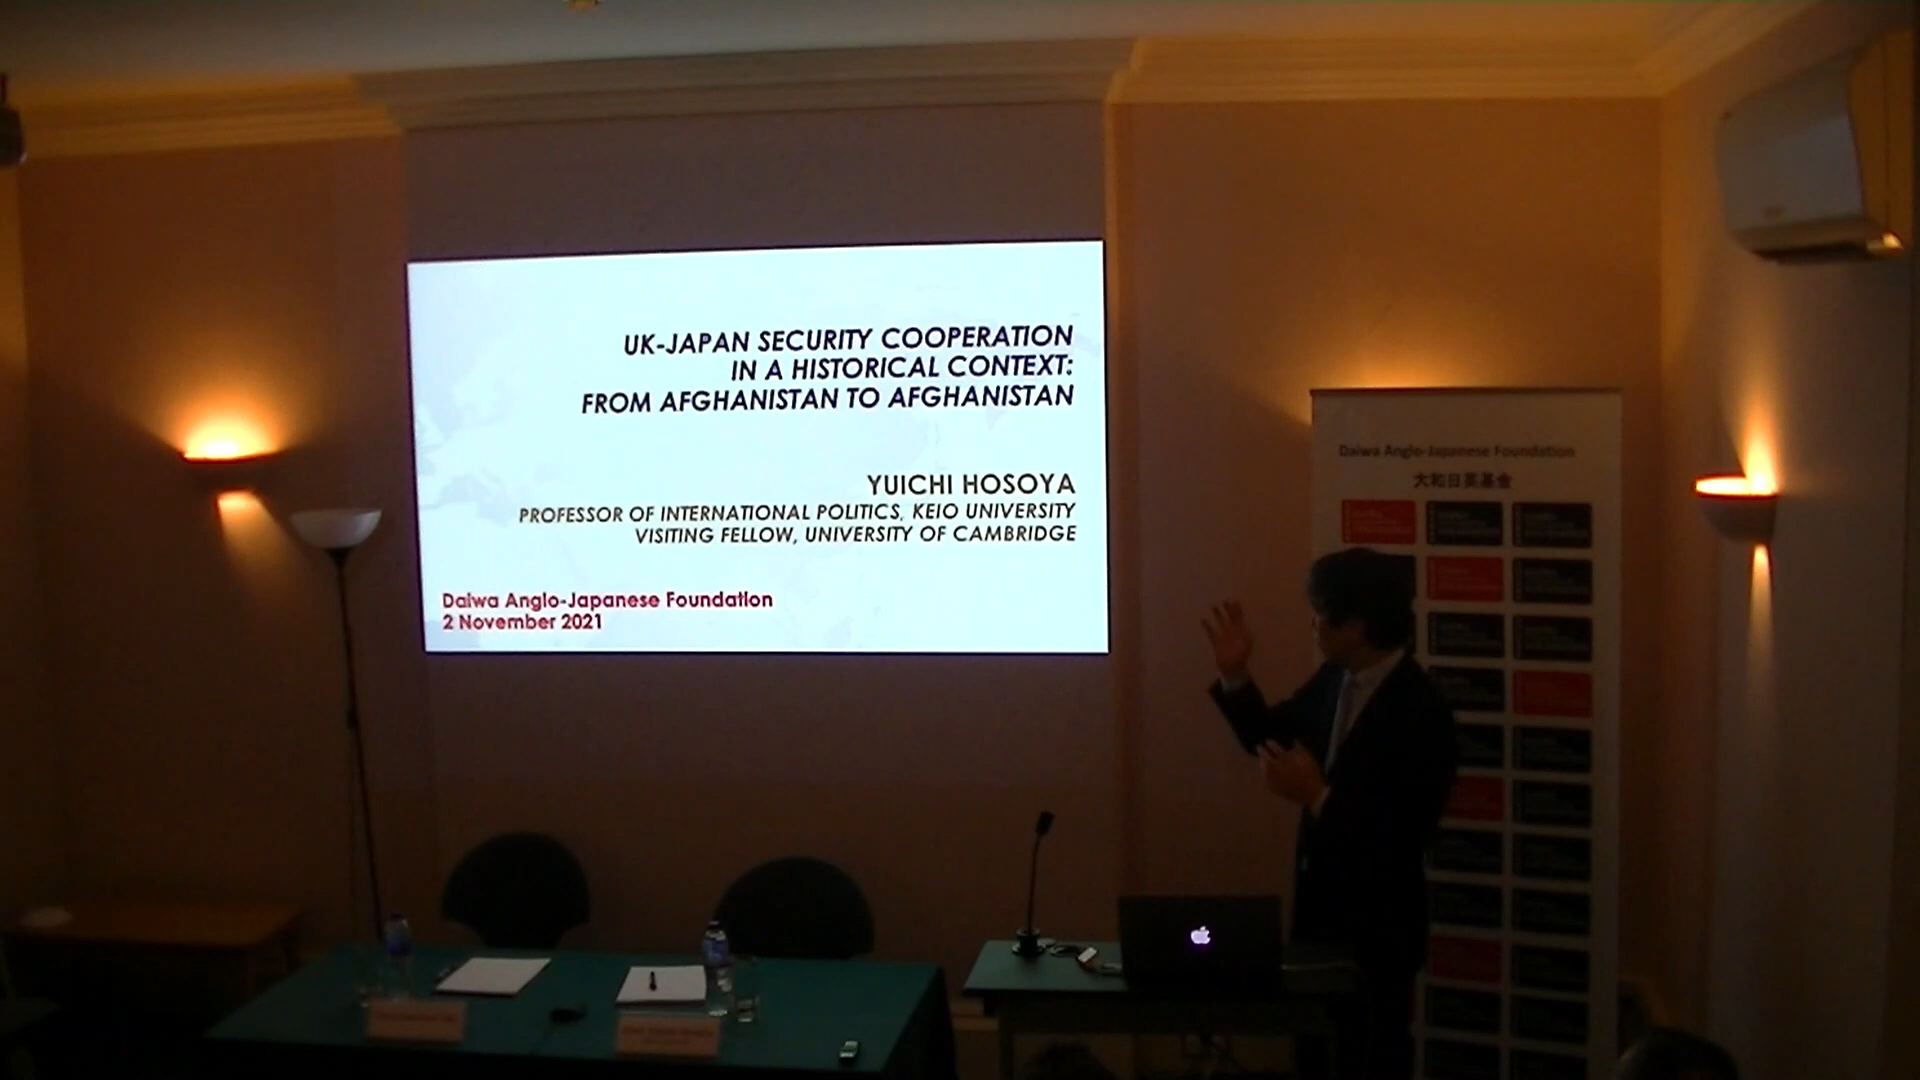 UK-JAPAN SECURITY COOPERATION
IN A HISTORICAL CONTEXT:
FROM AFGHANISTAN TO AFGHANISTAN
YUICHI HOSOYA
PROFESSOR OF INTERNATIONAL POLITICS, KEIO UNIVERSITY
VISITING FELLOW, UNIVERSITY OF CAMBRIDGE
Daiwa Anglo-Japanese Foundation
2 November 2021
Daiwa Anglo-Japanese Foundation
大和日英基金